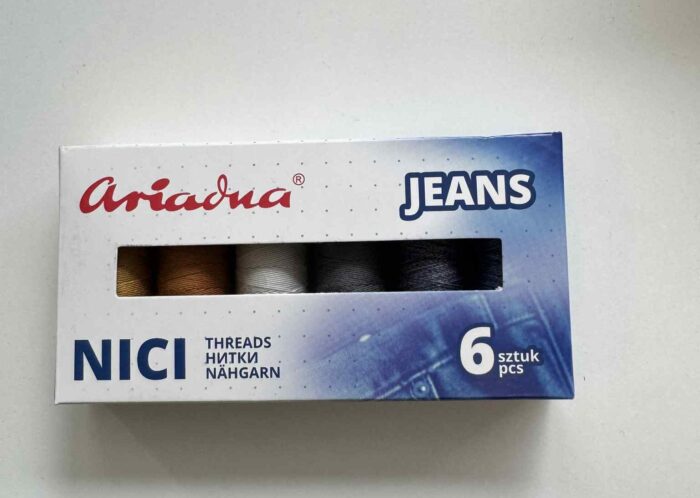 ariadna®
JEANS
NICI
THREADS
НИТКИ
NÄHGARN
6 sztuk
pcs